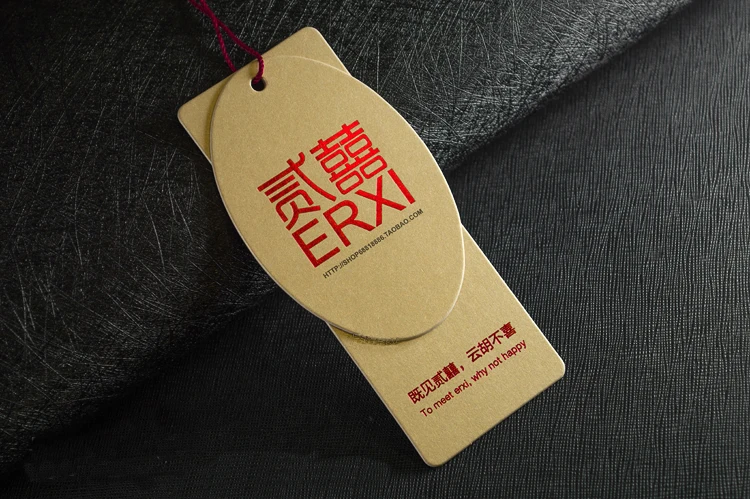 贰囍
ERXI
HTTP://SHOP68818686.TAOBAO.COM
既见贰囍，云胡不喜
To meet erxi, why not happy